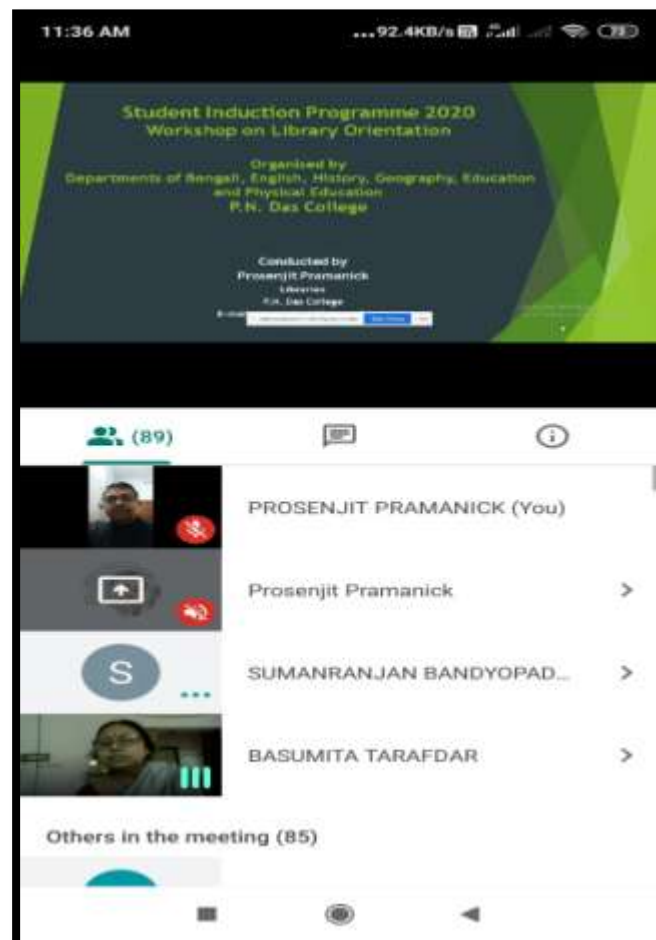 11:36 AM
...92.4KB/s 73
Student Induction Programme 2020
Workshop on Library Orientation
Organised by
Departments of Bengali, English, History, Geography, Education
and Physical Education
P.N. Das College
Conducted by
Prosenjit Pramanick
Librarian
P.N. Das College
(89)
PROSENJIT PRAMANICK (You)
Prosenjit Pramanick
S
SUMANRANJAN BANDYOPAD...
BASUMITA TARAFDAR
Others in the meeting (85)